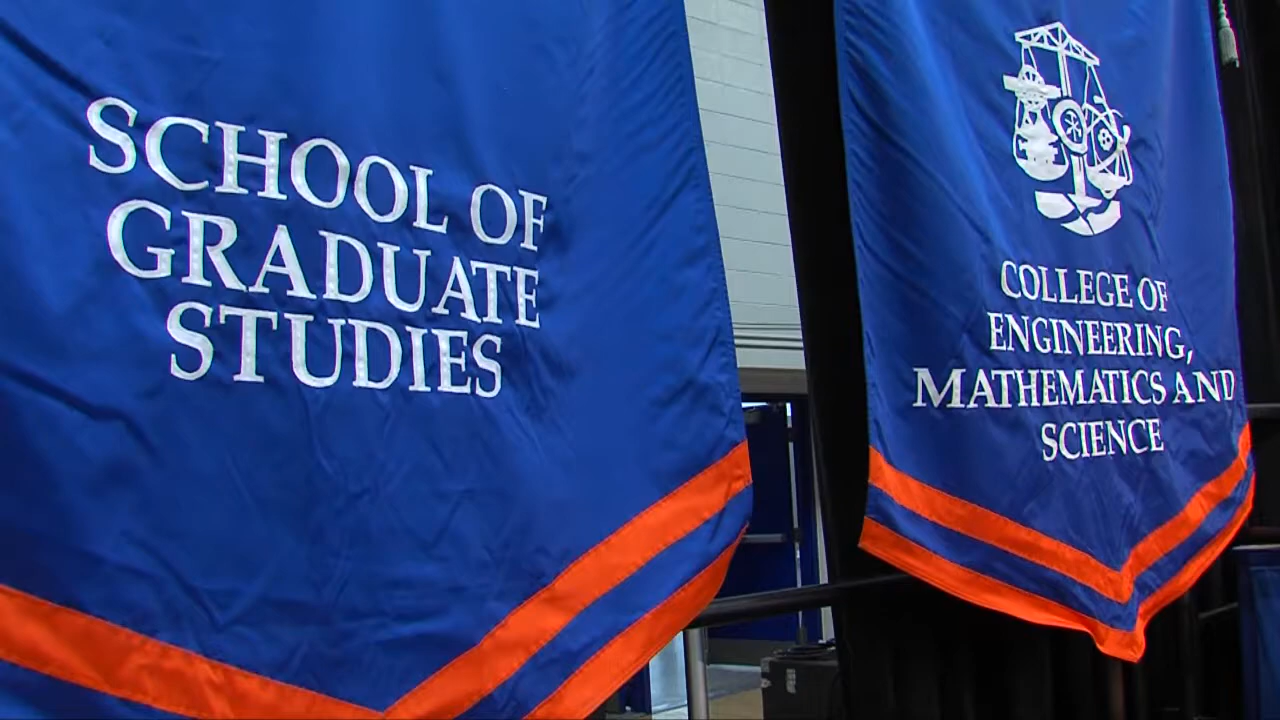 SCHOOL OF
GRADUATE
STUDIES
COLLEGE OF
ENGINEERING,
MATHEMATICS AND
SCIENCE